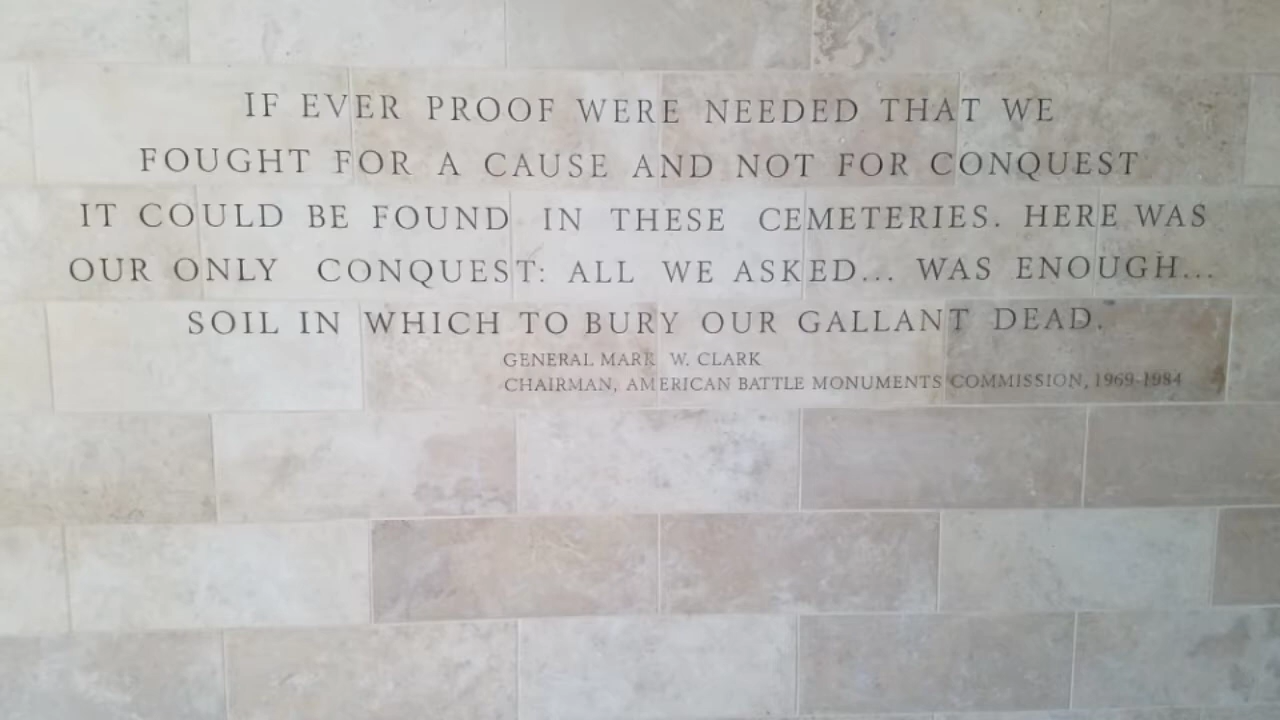 IF EVER PROOF WERE NEEDED THAT WE
FOUGHT FOR A CAUSE AND NOT FOR CONQUEST
IT COULD BE FOUND IN THESE CEMETERIES. HERE WAS
OUR ONLY CONQUEST: ALL WE ASKED... WAS ENOUGH...
SOIL IN WHICH TO BURY OUR GALLANT DEAD.
GENERAL MARK W. CLARK
CHAIRMAN, AMERICAN BATTLE MONUMENTS COMMISSION, 1969-1984